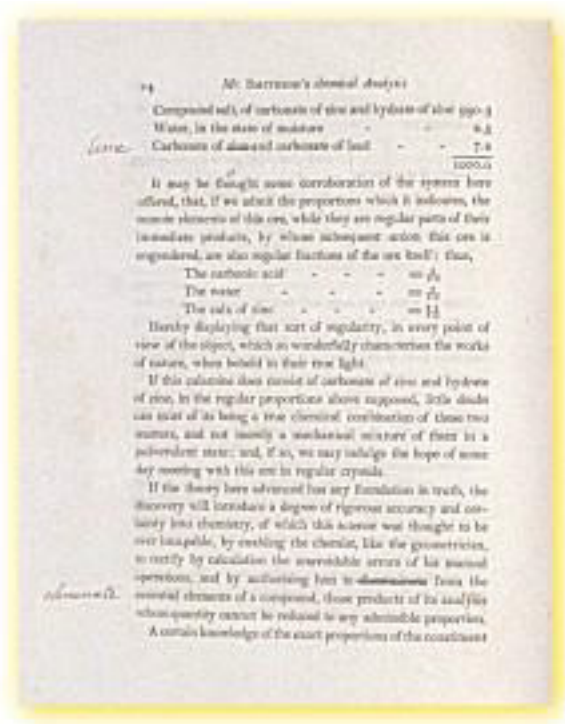 14 Mr. SMITHSON's chemical Analysis
Compound salt, of carbonate of zinc and hydrate of zinc 990.3
Water, in the state of moisture - - 2.5
lime Carbonate of and carbonate of lead - - 7.2
1000.0
It may be thought some corroboration of the system here
offered, that, if we admit the proportions which it indicates, the
remote elements of this ore, while they are regular parts of their
immediate products, by whose subsequent union this ore is
engendered, are also regular fractions of the ore itself: thus,
The carbonic acid - - - =
The water - - - =
The calx of zinc - - - =
Hereby displaying that sort of regularity, in every point of
view of the object, which so wonderfully characterises the works
of nature, when beheld in their true light.
If this calamine does consist of carbonate of zinc and hydrate
of zinc, in the regular proportions above supposed, little doubt
can exist of its being a true chemical combination of these two
matters, and not merely a mechanical mixture of them in a
pulverulent state: and, if so, we may indulge the hope of some
day meeting with this ore in regular crystals.
If the theory here advanced has any foundation in truth, the
discovery will introduce a degree of rigorous accuracy and cer-
tainty into chemistry, of which this science was thought to be
ever incapable, by enabling the chemist, like the geometrician,
to rectify by calculation the unavoidable errors of his manual
operations, and by authorising him to from the
eliminate essential elements of a compound, those products of its analysis
whose quantity cannot be reduced to any admissible proportion.
A certain knowledge of the exact proportions of the constituent